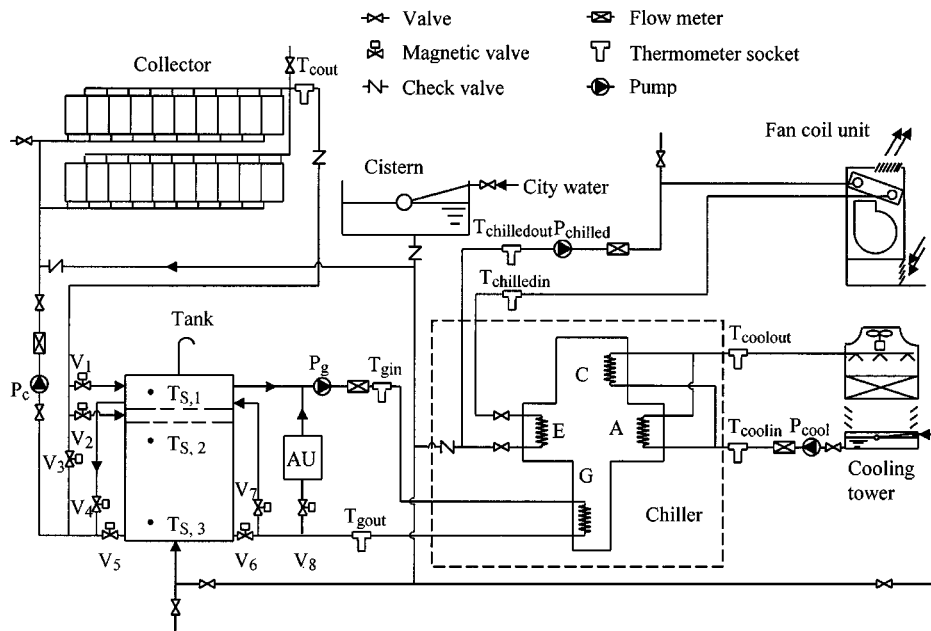 Valve
Flow meter
Magnetic valve
Thermometer socket
Check valve
Pump
Collector
Tcout
Fan coil unit
Cistern
City water
Tchilledout
Pchilled
Tchilledin
Tank
Pg
Tgin
Tcoolout
V1
C
Pc
TS,1
V2
E
A
Tcoolin
Pcool
TS,2
AU
V3
G
Cooling
tower
V4
V7
TS,3
Tgout
Chiller
V5
V6
V8